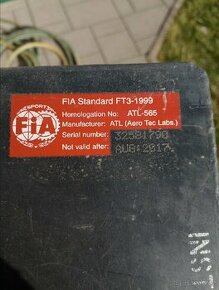 SPORT
FIA
FIA Standard FT3-1999
Homologation No: ATL-565
Manufacturer: ATL (Aero Tec Labs.)
Serial number: 32581790
Not valid after: AUG:2017